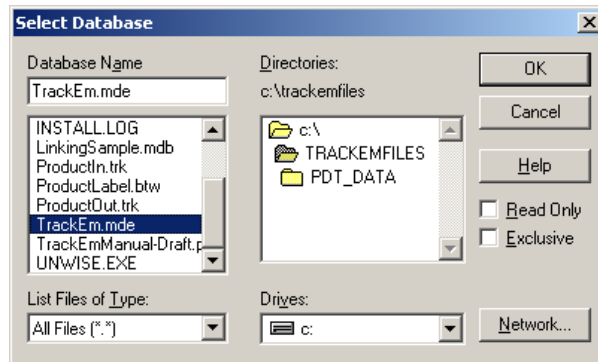 Select Database
Database Name
TrackEm.mde
INSTALL.LOG
LinkingSample.mdb
ProductIn.trk
ProductLabel.btw
ProductOut.trk
TrackEm.mde
TrackEmManual-Draft.p
UNWISE.EXE
List Files of Type:
All Files (*.*)
Directories:
c:\trackemfiles
c:\
TRACKEMFILES
PDT_DATA
Drives:
c:
OK
Cancel
Help
Read Only
Exclusive
Network...